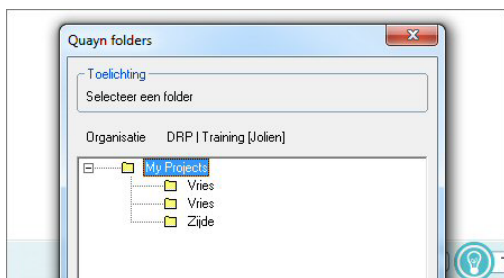 Quayn folders
Toelichting
Selecteer een folder
Organisatie DRP | Training [Jolien]
My Projects
Vries
Vries
Zijde